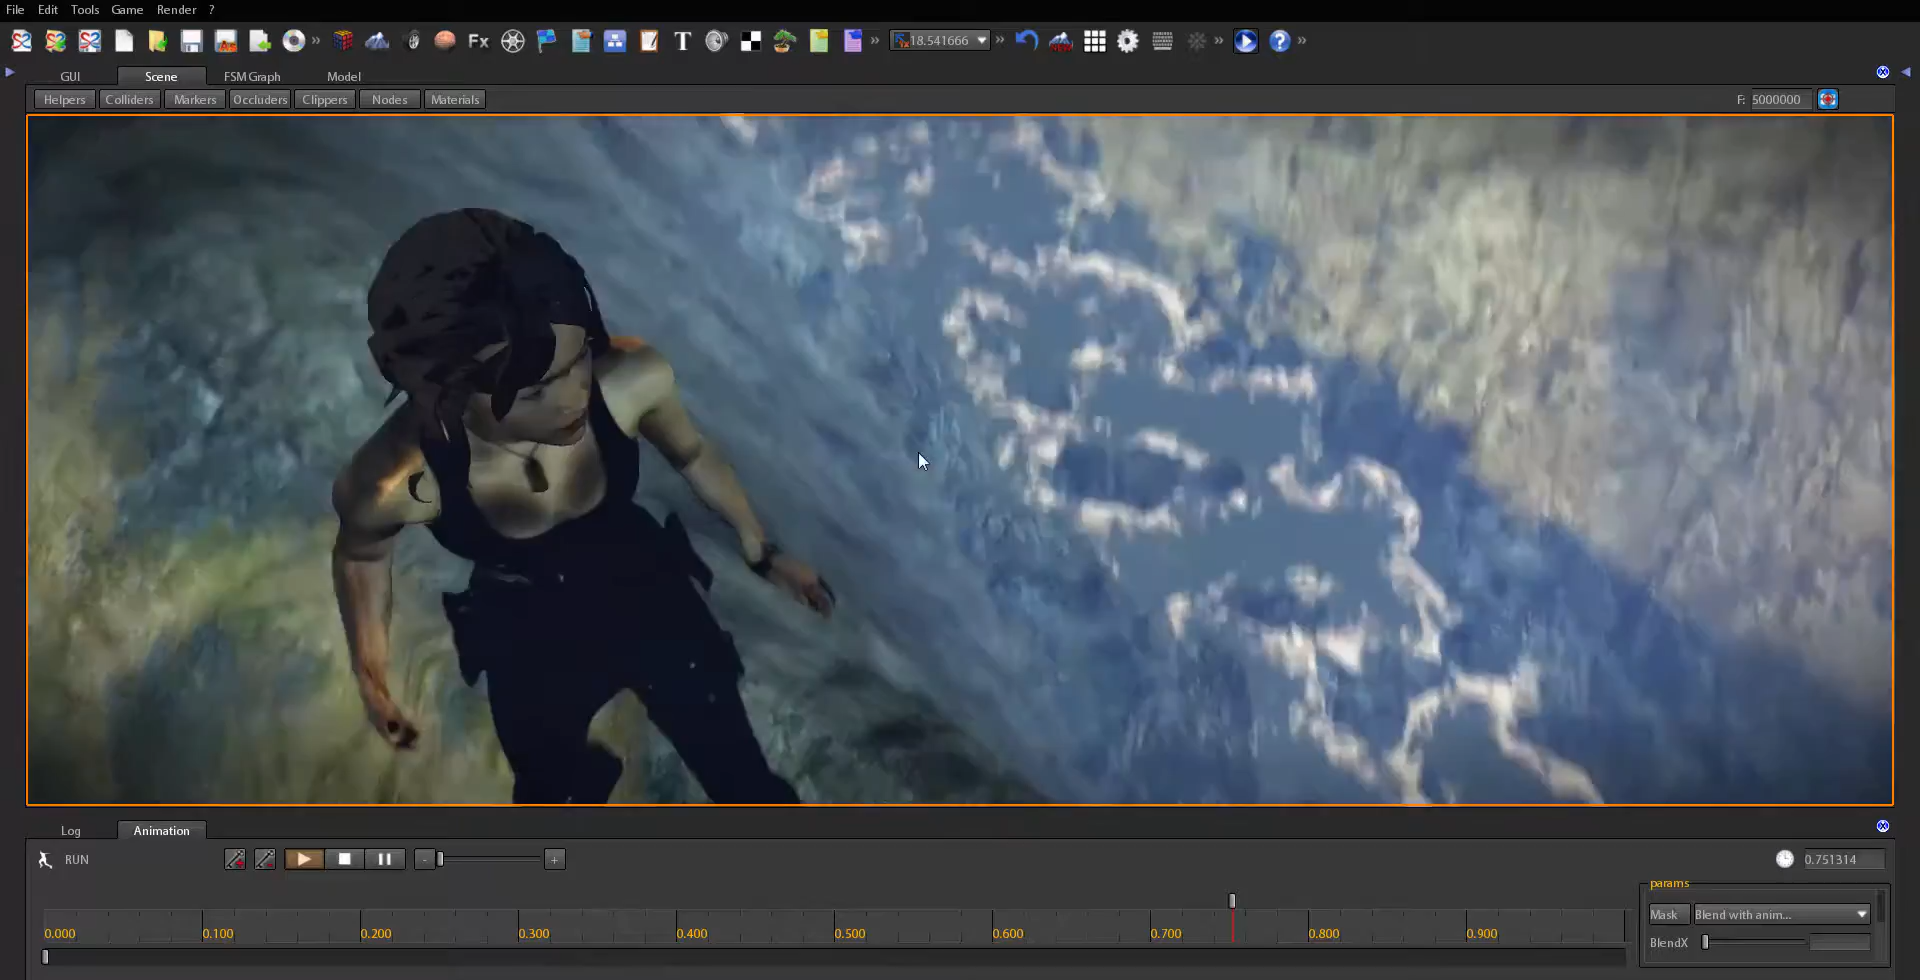 File Edit Tools Game Render ?
Fx T 18.541666
GUI Scene FSM Graph Model
Helpers Colliders Markers Occluders Clippers Nodes Materials F: 5000000
Log Animation
RUN - + 0.751314
params
Mask Blend with anim...
0.000 0.100 0.200 0.300 0.400 0.500 0.600 0.700 0.800 0.900
BlendX